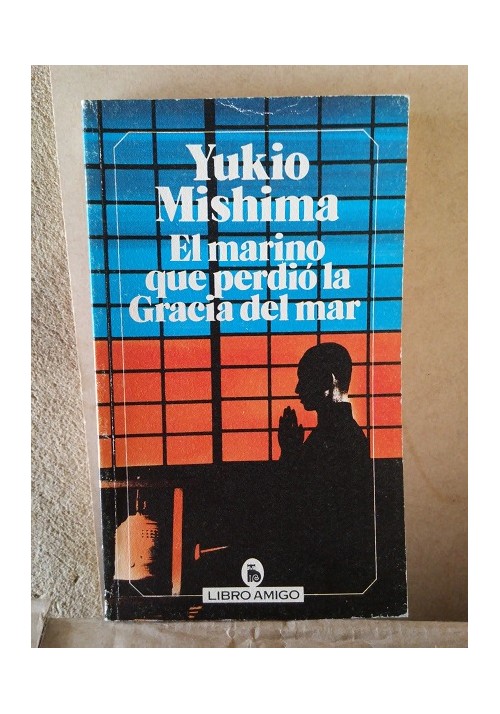 Yukio
Mishima
El marino
que perdió la
Gracia del mar
LIBRO AMIGO